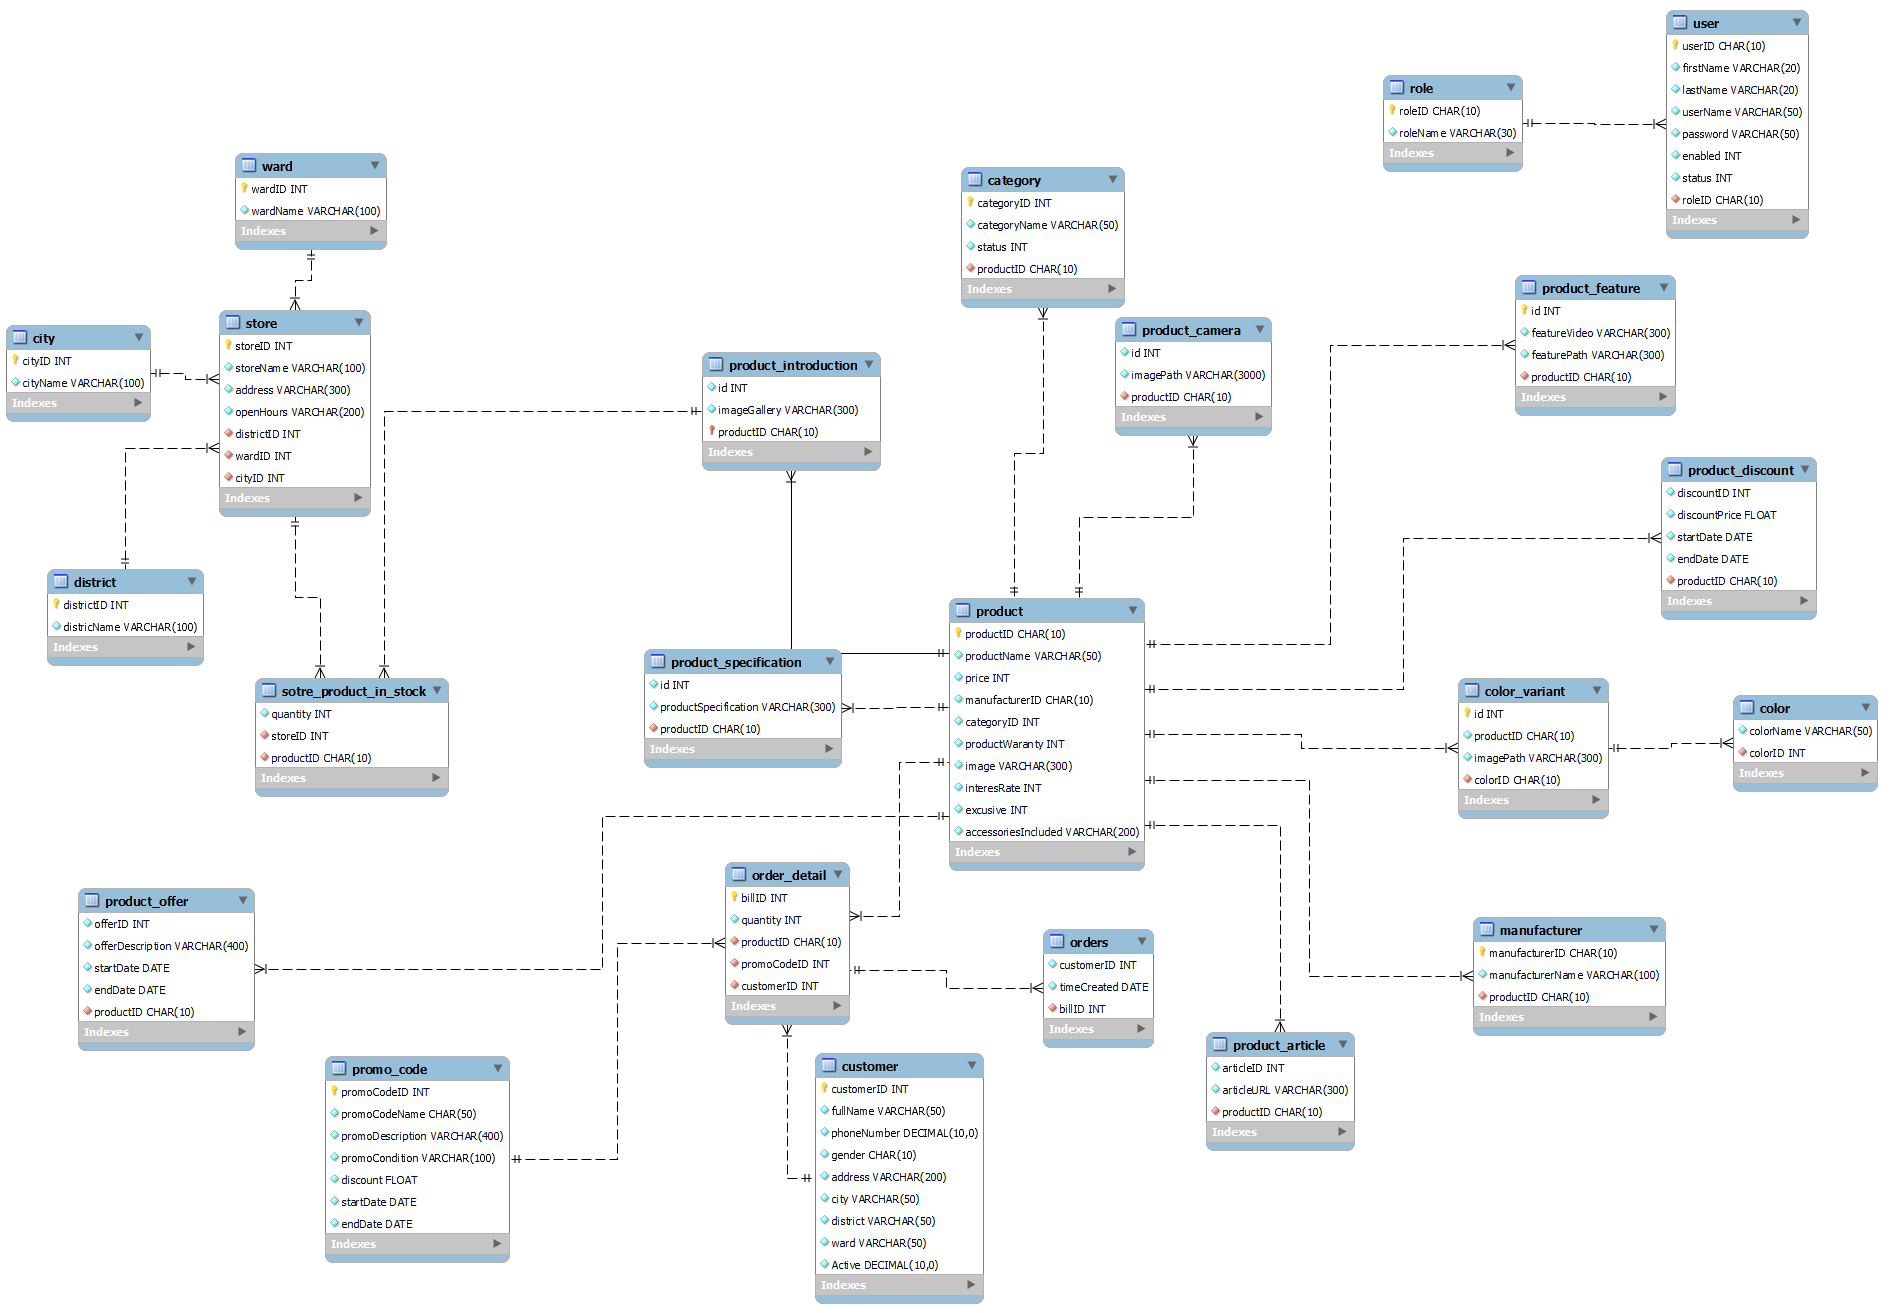 user
userID CHAR(10)
firstName VARCHAR(20)
lastName VARCHAR(20)
userName VARCHAR(50)
password VARCHAR(50)
enabled INT
status INT
roleID CHAR(10)
Indexes
role
roleID CHAR(10)
roleName VARCHAR(30)
Indexes
ward
wardID INT
wardName VARCHAR(100)
Indexes
category
categoryID INT
categoryName VARCHAR(50)
status INT
productID CHAR(10)
Indexes
product_feature
id INT
featureVideo VARCHAR(300)
featurePath VARCHAR(300)
productID CHAR(10)
Indexes
store
storeID INT
storeName VARCHAR(100)
address VARCHAR(300)
openHours VARCHAR(200)
districtID INT
wardID INT
cityID INT
Indexes
city
cityID INT
cityName VARCHAR(100)
Indexes
product_camera
id INT
imagePath VARCHAR(3000)
productID CHAR(10)
Indexes
product_introduction
id INT
imageGallery VARCHAR(300)
productID CHAR(10)
Indexes
product_discount
discountID INT
discountPrice FLOAT
startDate DATE
endDate DATE
productID CHAR(10)
Indexes
district
districtID INT
districName VARCHAR(100)
Indexes
product
productID CHAR(10)
productName VARCHAR(50)
price INT
manufacturerID CHAR(10)
categoryID INT
productWaranty INT
image VARCHAR(300)
interesRate INT
excusive INT
accessoriesIncluded VARCHAR(200)
Indexes
product_specification
id INT
productSpecification VARCHAR(300)
productID CHAR(10)
Indexes
sotre_product_in_stock
quantity INT
storeID INT
productID CHAR(10)
Indexes
color_variant
id INT
productID CHAR(10)
imagePath VARCHAR(300)
colorID CHAR(10)
Indexes
color
colorName VARCHAR(50)
colorID INT
Indexes
order_detail
billID INT
quantity INT
productID CHAR(10)
promoCodeID INT
customerID INT
Indexes
product_offer
offerID INT
offerDescription VARCHAR(400)
startDate DATE
endDate DATE
productID CHAR(10)
Indexes
orders
customerID INT
timeCreated DATE
billID INT
Indexes
manufacturer
manufacturerID CHAR(10)
manufacturerName VARCHAR(100)
productID CHAR(10)
Indexes
product_article
articleID INT
articleURL VARCHAR(300)
productID CHAR(10)
Indexes
promo_code
promoCodeID INT
promoCodeName CHAR(50)
promoDescription VARCHAR(400)
promoCondition VARCHAR(100)
discount FLOAT
startDate DATE
endDate DATE
Indexes
customer
customerID INT
fullName VARCHAR(50)
phoneNumber DECIMAL(10,0)
gender CHAR(10)
address VARCHAR(200)
city VARCHAR(50)
district VARCHAR(50)
ward VARCHAR(50)
Active DECIMAL(10,0)
Indexes